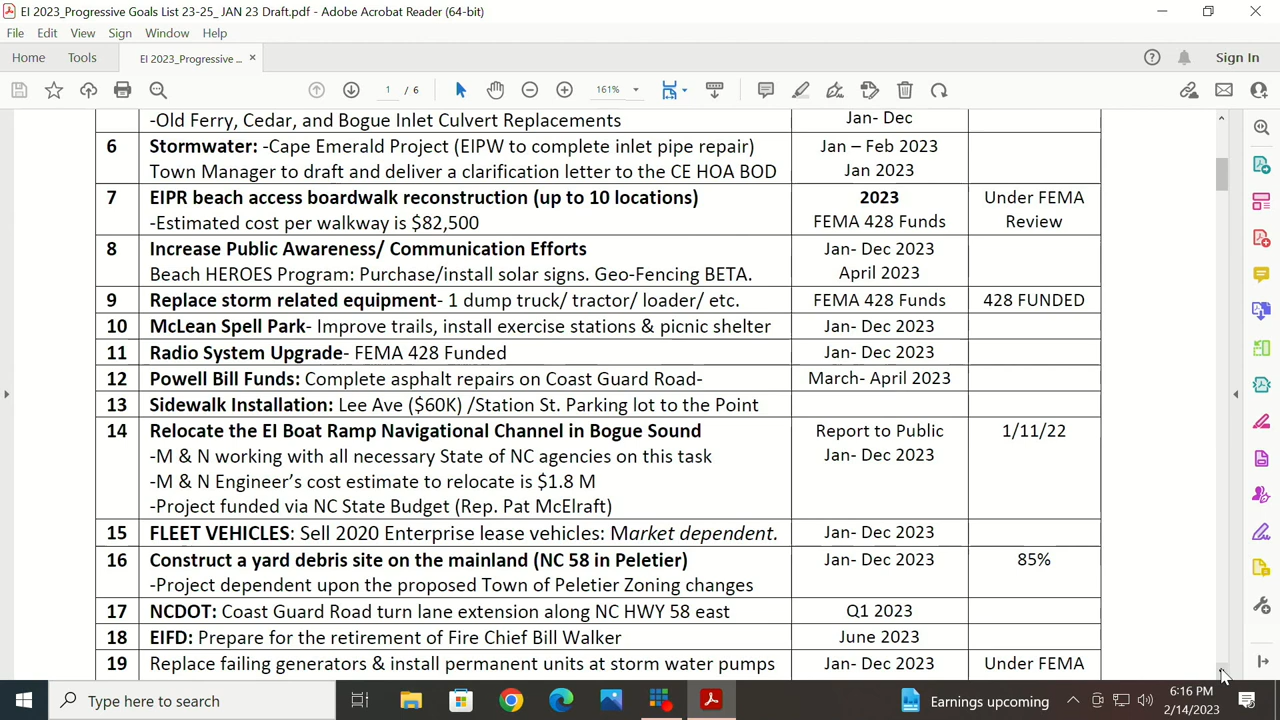 EI 2023_Progressive Goals List 23-25_ JAN 23 Draft.pdf - Adobe Acrobat Reader (64-bit)
File Edit View Sign Window Help
Home Tools EI 2023_Progressive ... × Sign In
1 / 6 161%
-Old Ferry, Cedar, and Bogue Inlet Culvert Replacements Jan- Dec
6 Stormwater: -Cape Emerald Project (EIPW to complete inlet pipe repair) Jan – Feb 2023
Town Manager to draft and deliver a clarification letter to the CE HOA BOD Jan 2023
7 EIPR beach access boardwalk reconstruction (up to 10 locations) 2023 Under FEMA
-Estimated cost per walkway is $82,500 FEMA 428 Funds Review
8 Increase Public Awareness/ Communication Efforts Jan- Dec 2023
Beach HEROES Program: Purchase/install solar signs. Geo-Fencing BETA. April 2023
9 Replace storm related equipment- 1 dump truck/ tractor/ loader/ etc. FEMA 428 Funds 428 FUNDED
10 McLean Spell Park- Improve trails, install exercise stations & picnic shelter Jan- Dec 2023
11 Radio System Upgrade- FEMA 428 Funded Jan- Dec 2023
12 Powell Bill Funds: Complete asphalt repairs on Coast Guard Road- March- April 2023
13 Sidewalk Installation: Lee Ave ($60K) /Station St. Parking lot to the Point
14 Relocate the EI Boat Ramp Navigational Channel in Bogue Sound Report to Public 1/11/22
-M & N working with all necessary State of NC agencies on this task Jan- Dec 2023
-M & N Engineer's cost estimate to relocate is $1.8 M
-Project funded via NC State Budget (Rep. Pat McElraft)
15 FLEET VEHICLES: Sell 2020 Enterprise lease vehicles: Market dependent. Jan- Dec 2023
16 Construct a yard debris site on the mainland (NC 58 in Peletier) Jan- Dec 2023 85%
-Project dependent upon the proposed Town of Peletier Zoning changes
17 NCDOT: Coast Guard Road turn lane extension along NC HWY 58 east Q1 2023
18 EIFD: Prepare for the retirement of Fire Chief Bill Walker June 2023
19 Replace failing generators & install permanent units at storm water pumps Jan- Dec 2023 Under FEMA
Type here to search Earnings upcoming 6:16 PM
2/14/2023